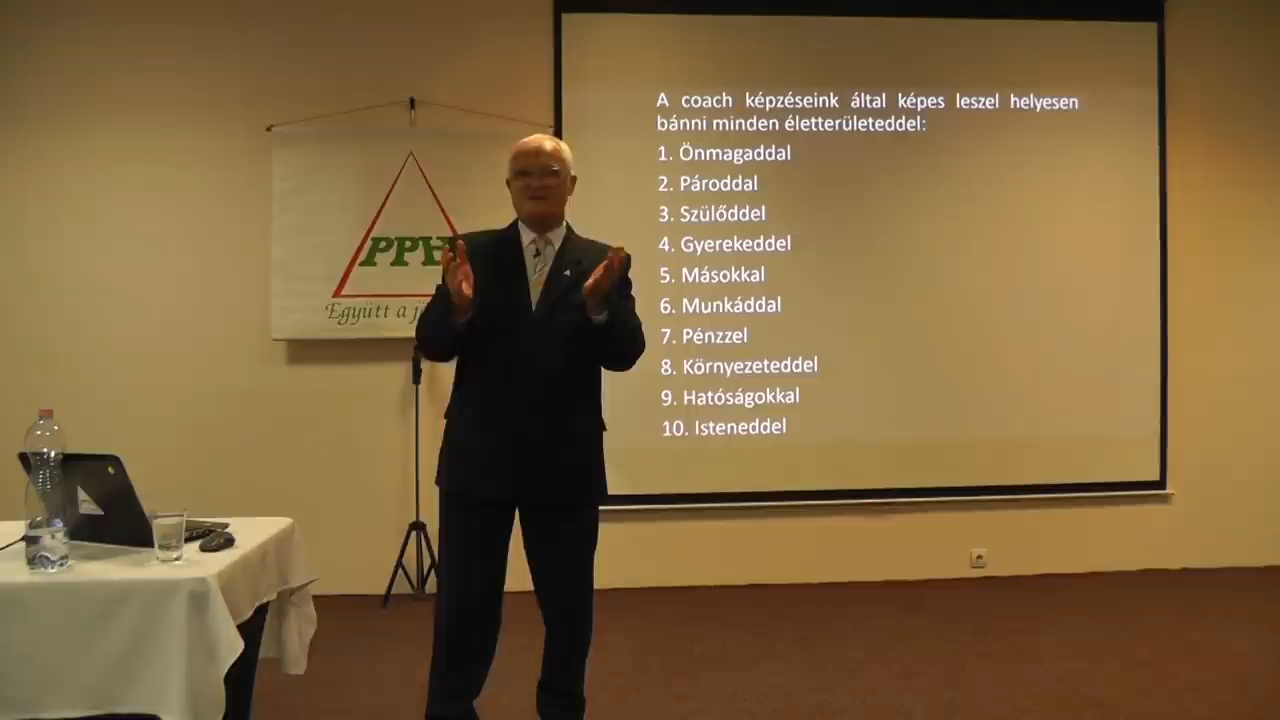 A coach képzéseink által képes leszel helyesen
bánni minden életterületeddel:
1. Önmagaddal
2. Pároddal
3. Szülőddel
4. Gyerekeddel
5. Másokkal
6. Munkáddal
7. Pénzzel
8. Környezeteddel
9. Hatóságokkal
10. Isteneddel
PPH
Együtt a